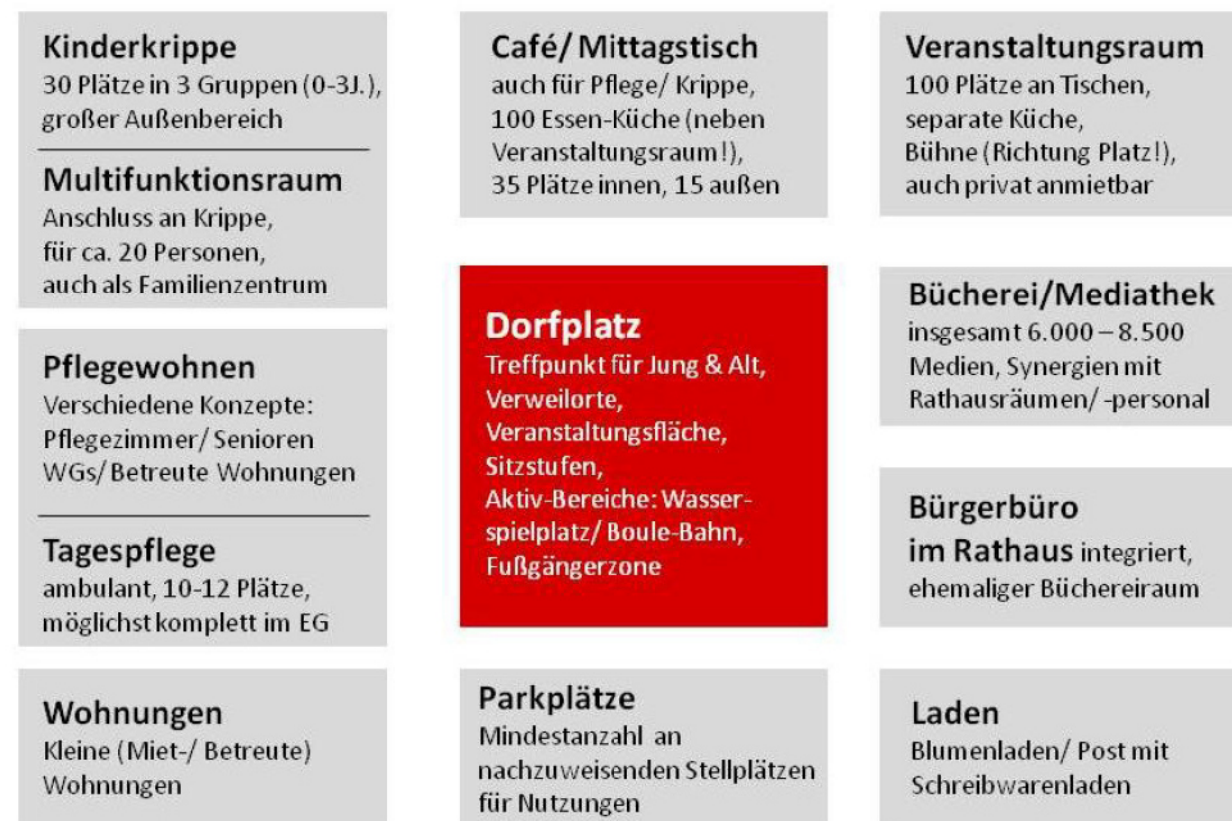 Kinderkrippe
30 Plätze in 3 Gruppen (0-3J.),
großer Außenbereich
Multifunktionsraum
Anschluss an Krippe,
für ca. 20 Personen,
auch als Familienzentrum
Pflegewohnen
Verschiedene Konzepte:
Pflegezimmer/ Senioren
WGs/ Betreute Wohnungen
Tagespflege
ambulant, 10-12 Plätze,
möglichst komplett im EG
Wohnungen
Kleine (Miet-/ Betreute)
Wohnungen
Café/ Mittagstisch
auch für Pflege/ Krippe,
100 Essen-Küche (neben
Veranstaltungsraum!),
35 Plätze innen, 15 außen
Dorfplatz
Treffpunkt für Jung & Alt,
Verweilorte,
Veranstaltungsfläche,
Sitzstufen,
Aktiv-Bereiche: Wasser-
spielplatz/ Boule-Bahn,
Fußgängerzone
Parkplätze
Mindestanzahl an
nachzuweisenden Stellplätzen
für Nutzungen
Veranstaltungsraum
100 Plätze an Tischen,
separate Küche,
Bühne (Richtung Platz!),
auch privat anmietbar
Bücherei/Mediathek
insgesamt 6.000 – 8.500
Medien, Synergien mit
Rathausräumen/ -personal
Bürgerbüro
im Rathaus integriert,
ehemaliger Büchereiraum
Laden
Blumenladen/ Post mit
Schreibwarenladen